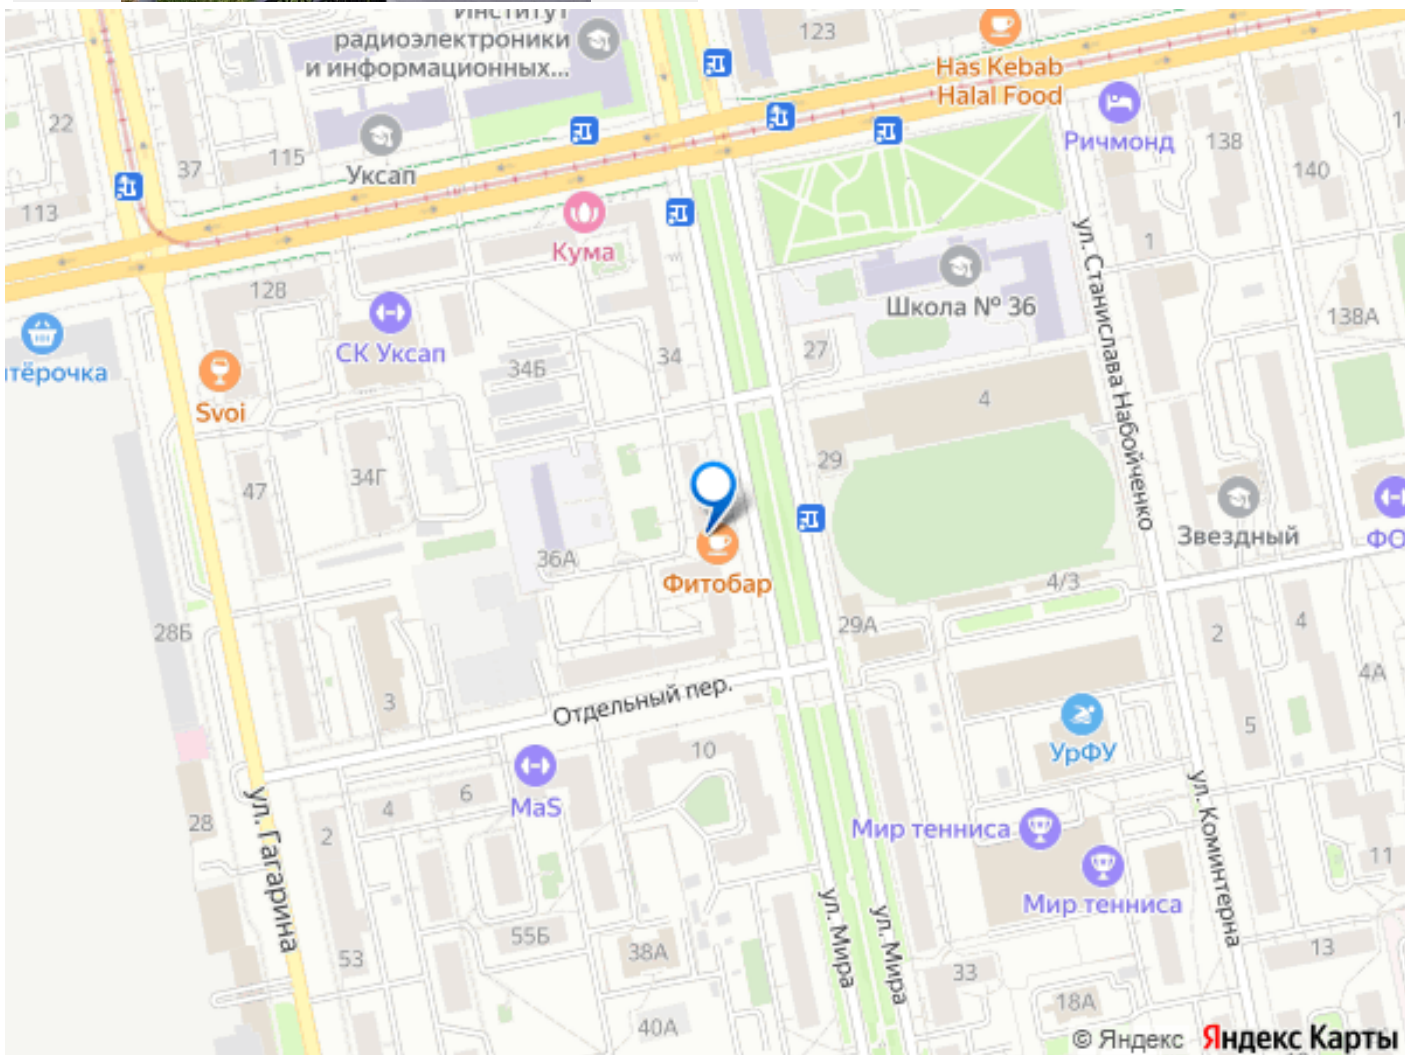 Институт
радиоэлектроники
и информационных...
123
Has Kebab
Halal Food
Ричмонд
138
140
22
37
115
Уксап
113
Кума
ул. Станислава Набойченко
1
128
СК Уксап
Школа № 36
138А
тёрочка
Svoi
34Б
34
27
4
29
47
34Г
36А
Фитобар
Звездный
ФО
4/3
28Б
29А
2
4
4А
3
Отдельный пер.
10
УрФУ
5
MaS
6
4
2
28
ул. Гагарина
Мир тенниса
Мир тенниса
ул. Коминтерна
11
ул. Мира
ул. Мира
55Б
53
38А
33
13
18А
40А
© Яндекс Яндекс Карты